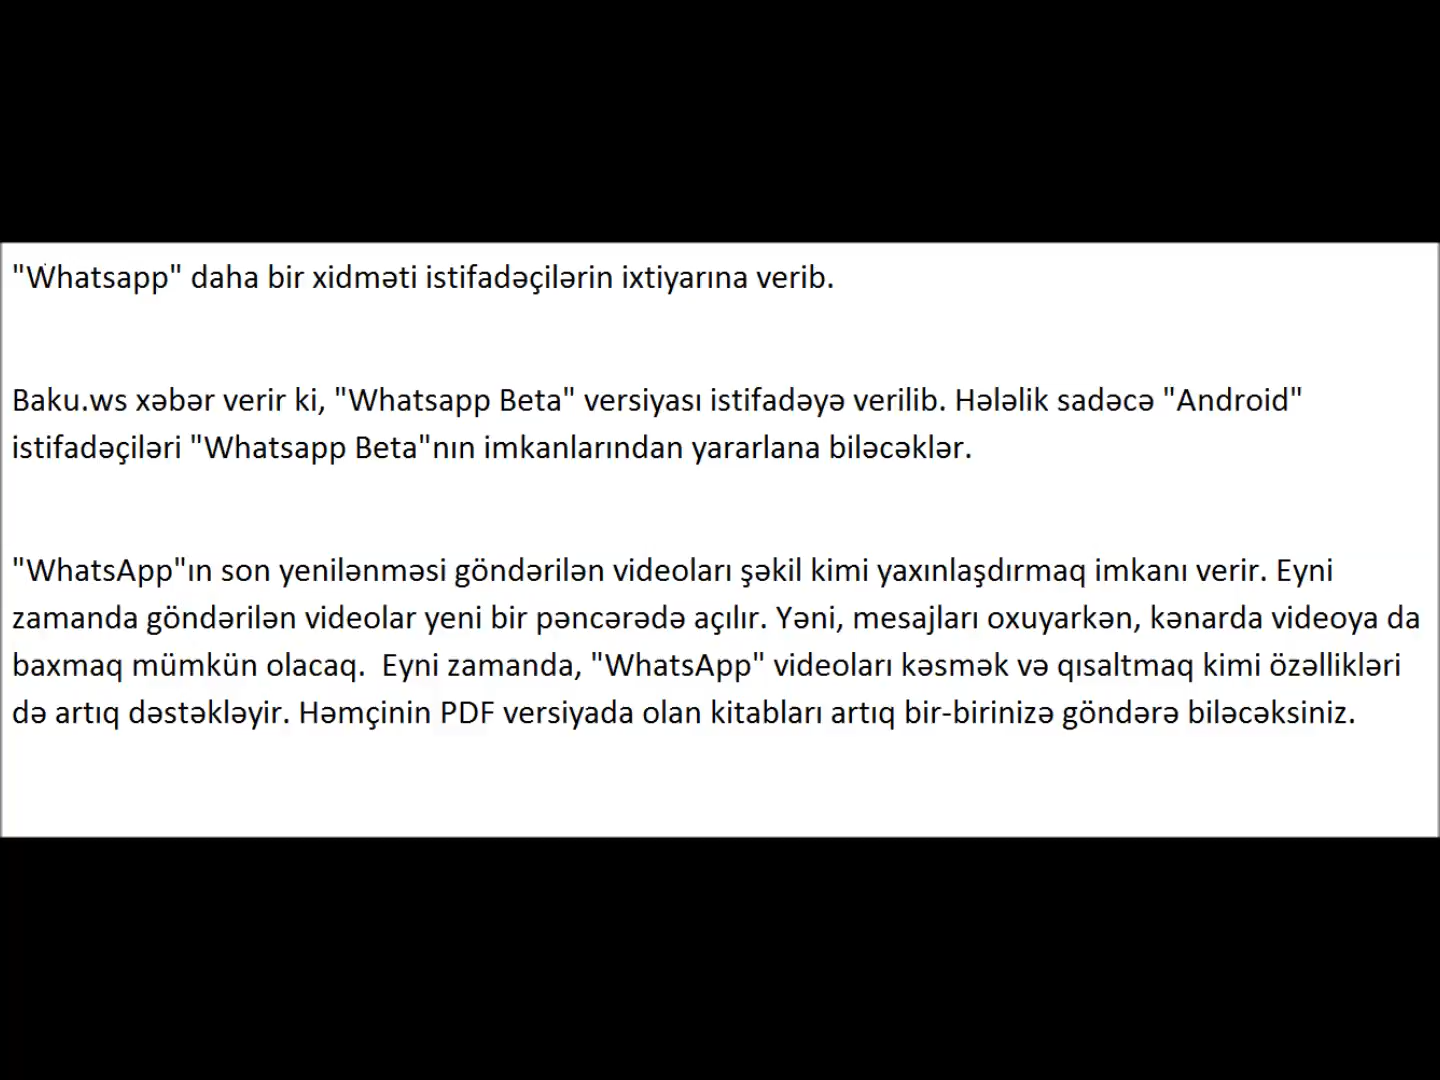 "Whatsapp" daha bir xidməti istifadəçilərin ixtiyarına verib.
Baku.ws xəbər verir ki, "Whatsapp Beta" versiyası istifadəyə verilib. Hələlik sadəcə "Android"
istifadəçiləri "Whatsapp Beta"nın imkanlarından yararlana biləcəklər.
"WhatsApp"ın son yenilənməsi göndərilən videoları şəkil kimi yaxınlaşdırmaq imkanı verir. Eyni
zamanda göndərilən videolar yeni bir pəncərədə açılır. Yəni, mesajları oxuyarkən, kənarda videoya da
baxmaq mümkün olacaq.  Eyni zamanda, "WhatsApp" videoları kəsmək və qısaltmaq kimi özəllikləri
də artıq dəstəkləyir. Həmçinin PDF versiyada olan kitabları artıq bir-birinizə göndərə biləcəksiniz.